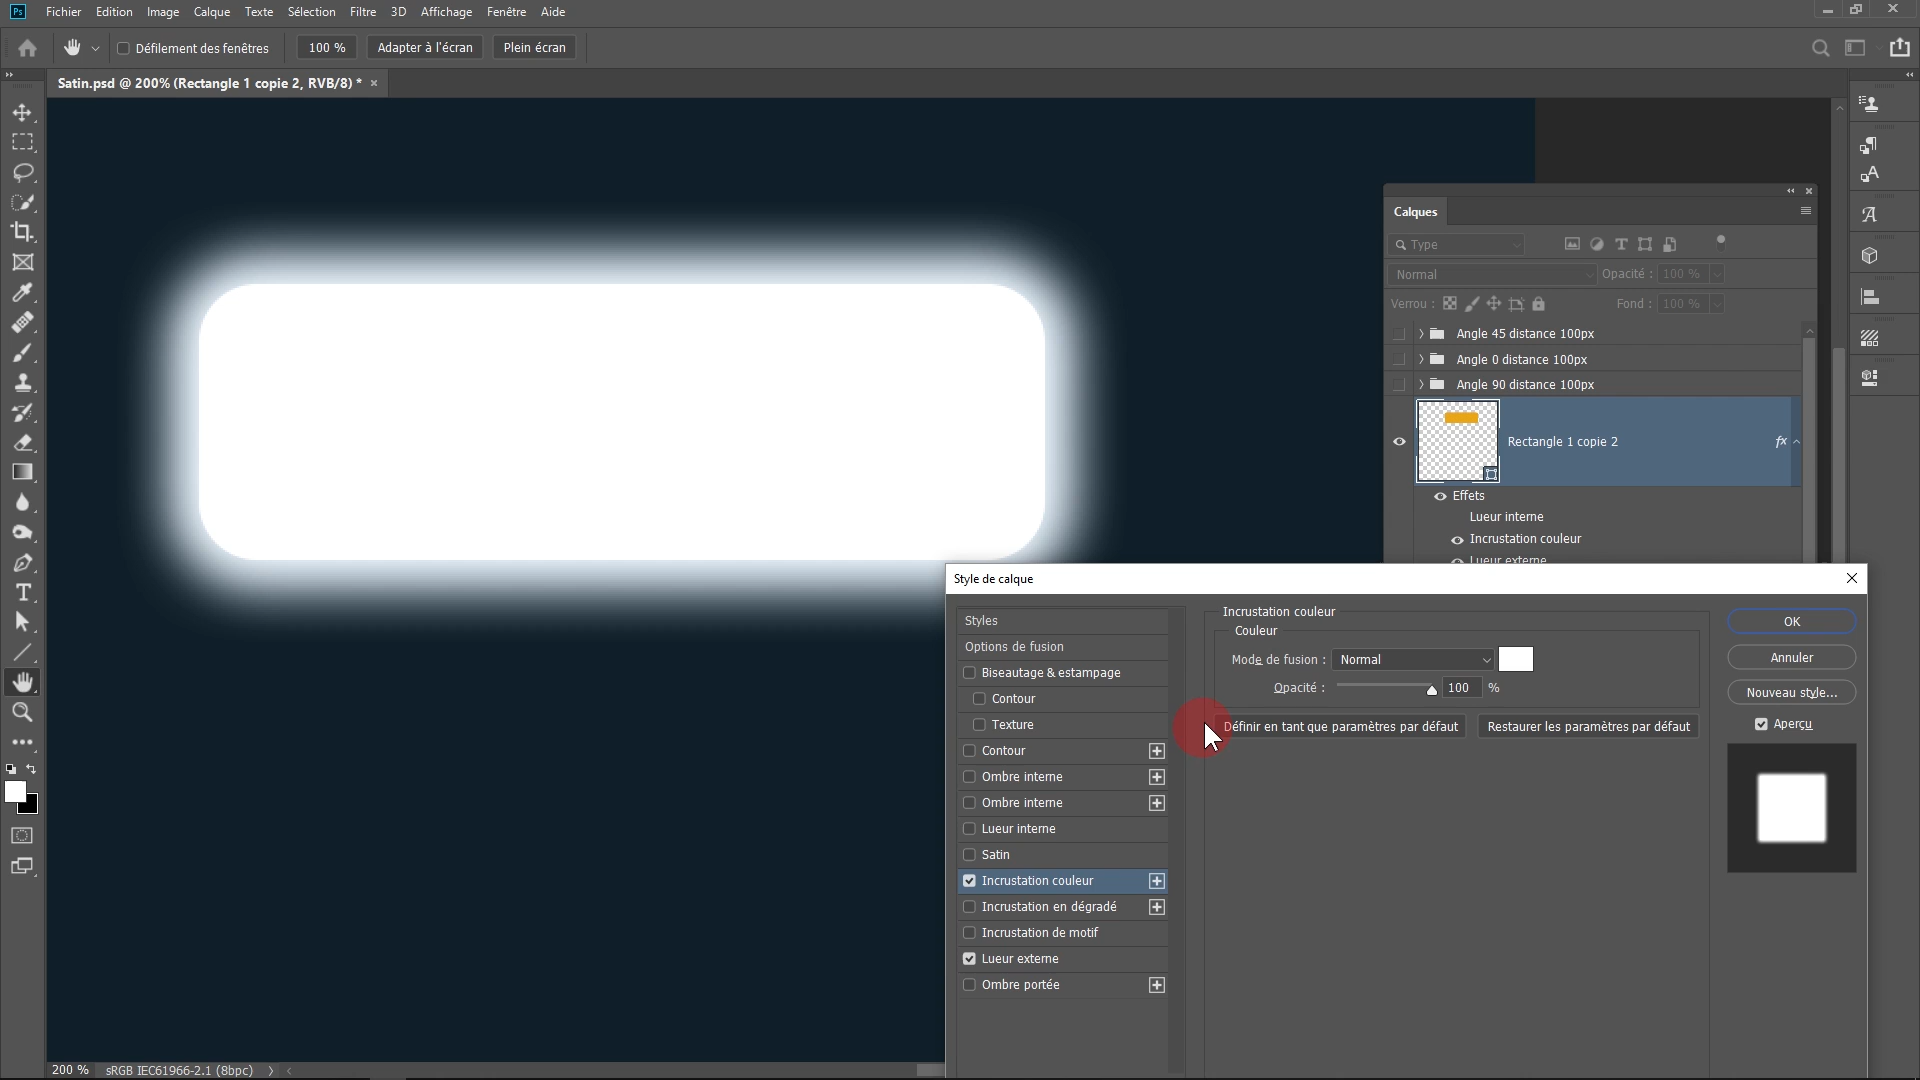 Ps Fichier Edition Image Calque Texte Sélection Filtre 3D Affichage Fenêtre Aide
Défilement des fenêtres 100 % Adapter à l'écran Plein écran
Satin.psd @ 200% (Rectangle 1 copie 2, RVB/8) * ×
Calques
Type
Normal Opacité : 100 %
Verrou : Fond : 100 %
Angle 45 distance 100px
Angle 0 distance 100px
Angle 90 distance 100px
Rectangle 1 copie 2 fx
Effets
Lueur interne
Incrustation couleur
Lueur externe
Style de calque
Styles
Options de fusion
Biseautage & estampage
Contour
Texture
Contour
Ombre interne
Ombre interne
Lueur interne
Satin
Incrustation couleur
Incrustation en dégradé
Incrustation de motif
Lueur externe
Ombre portée
Incrustation couleur
Couleur
Mode de fusion : Normal
Opacité : 100 %
Définir en tant que paramètres par défaut Restaurer les paramètres par défaut
OK
Annuler
Nouveau style...
Aperçu
200 % sRGB IEC61966-2.1 (8bpc)